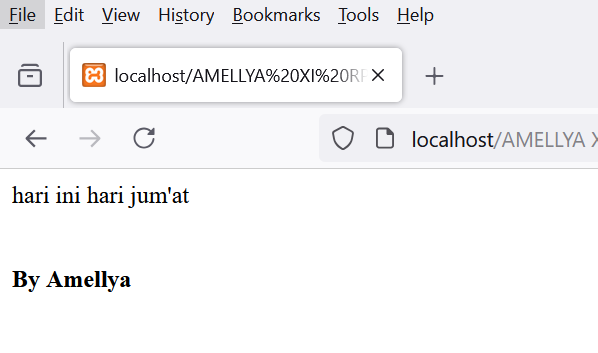 File Edit View History Bookmarks Tools Help
localhost/AMELLYA%20XI%20RP
localhost/AMELLYA X
hari ini hari jum'at
By Amellya